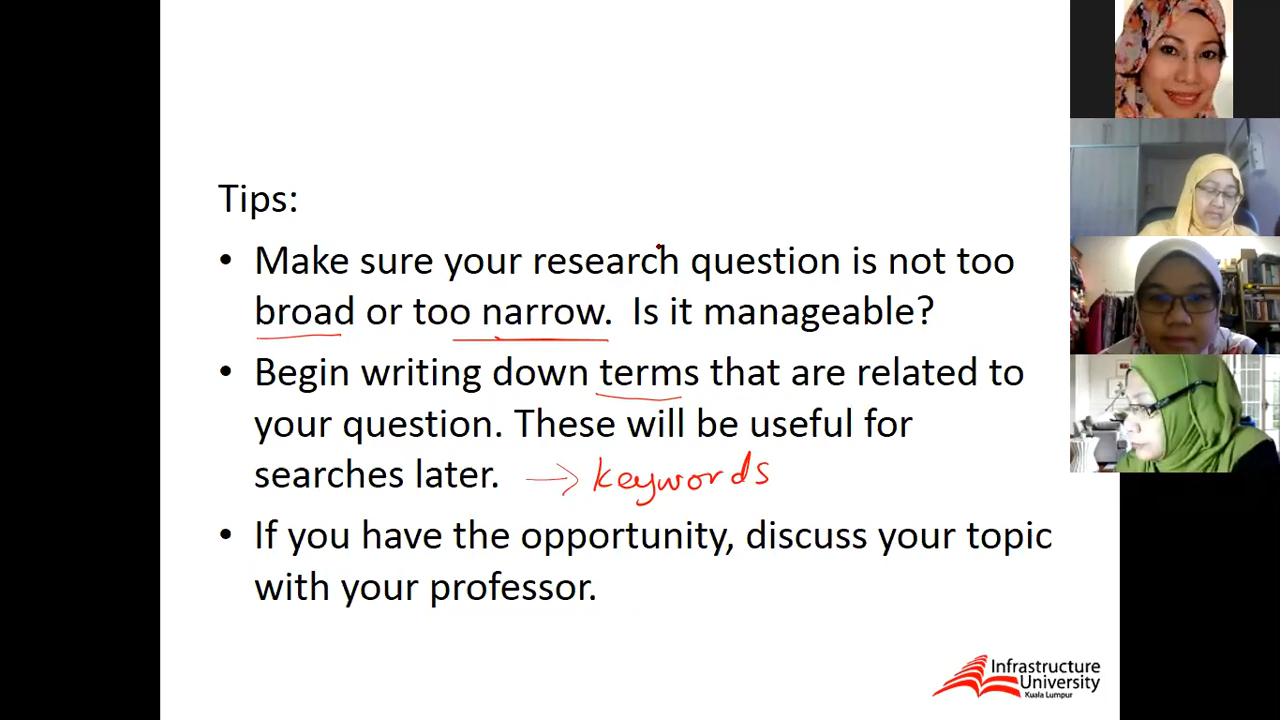 Tips:
• Make sure your research question is not too
broad or too narrow. Is it manageable?
• Begin writing down terms that are related to
your question. These will be useful for
searches later. → keywords
• If you have the opportunity, discuss your topic
with your professor.
Infrastructure
University
Kuala Lumpur